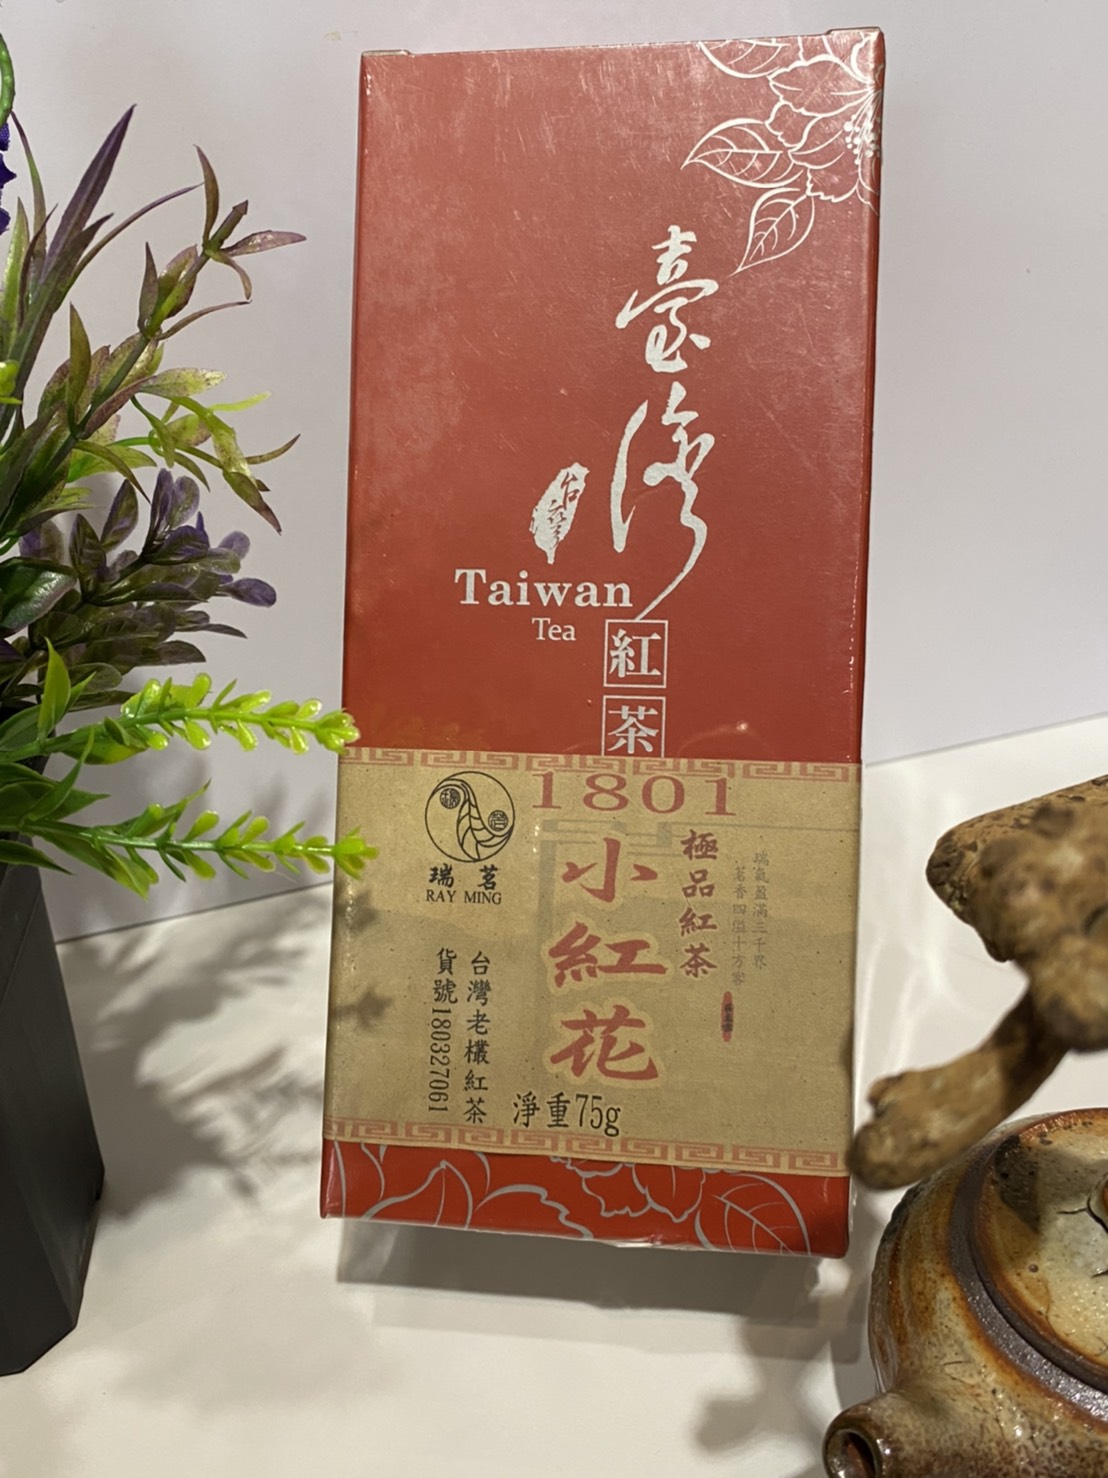 臺灣
台灣
Taiwan
Tea
紅茶
1801
瑞茗
RAY MING
小紅花
極品紅茶
瑞氣盈滿三千界
茗香四溢十方客
台灣老欉紅茶
貨號180327061
淨重75g